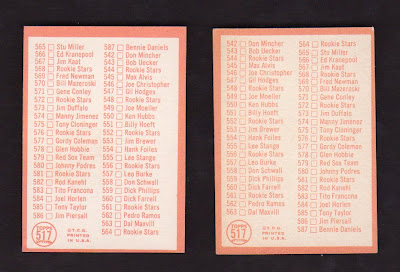 565 Stu Miller
566 Ed Kranepool
567 Jim Kaat
568 Rookie Stars
569 Fred Newman
570 Bill Mazeroski
571 Gene Conley
572 Rookie Stars
573 Jim Duffalo
574 Manny Jimenez
575 Tony Cloninger
576 Rookie Stars
577 Gordy Coleman
578 Glen Hobbie
579 Red Sox Team
580 Johnny Podres
581 Rookie Stars
582 Rod Kanehl
583 Tito Francona
584 Joel Horlen
585 Tony Taylor
586 Jim Piersall
587 Bennie Daniels
542 Don Mincher
543 Bob Uecker
544 Rookie Stars
545 Max Alvis
546 Joe Christopher
547 Gil Hodges
548 Rookie Stars
549 Joe Moeller
550 Ken Hubbs
551 Billy Hoeft
552 Rookie Stars
553 Jim Brewer
554 Hank Foiles
555 Lee Stange
556 Rookie Stars
557 Leo Burke
558 Don Schwall
559 Dick Phillips
560 Dick Farrell
561 Rookie Stars
562 Pedro Ramos
563 Dal Maxvill
564 Rookie Stars
TOPPS
517
©T.C.G.
PRINTED
IN U.S.A.
542 Don Mincher
543 Bob Uecker
544 Rookie Stars
545 Max Alvis
546 Joe Christopher
547 Gil Hodges
548 Rookie Stars
549 Joe Moeller
550 Ken Hubbs
551 Billy Hoeft
552 Rookie Stars
553 Jim Brewer
554 Hank Foiles
555 Lee Stange
556 Rookie Stars
557 Leo Burke
558 Don Schwall
559 Dick Phillips
560 Dick Farrell
561 Rookie Stars
562 Pedro Ramos
563 Dal Maxvill
564 Rookie Stars
565 Stu Miller
566 Ed Kranepool
567 Jim Kaat
568 Rookie Stars
569 Fred Newman
570 Bill Mazeroski
571 Gene Conley
572 Rookie Stars
573 Jim Duffalo
574 Manny Jimenez
575 Tony Cloninger
576 Rookie Stars
577 Gordy Coleman
578 Glen Hobbie
579 Red Sox Team
580 Johnny Podres
581 Rookie Stars
582 Rod Kanehl
583 Tito Francona
584 Joel Horlen
585 Tony Taylor
586 Jim Piersall
587 Bennie Daniels
TOPPS
517
©T.C.G.
PRINTED
IN U.S.A.